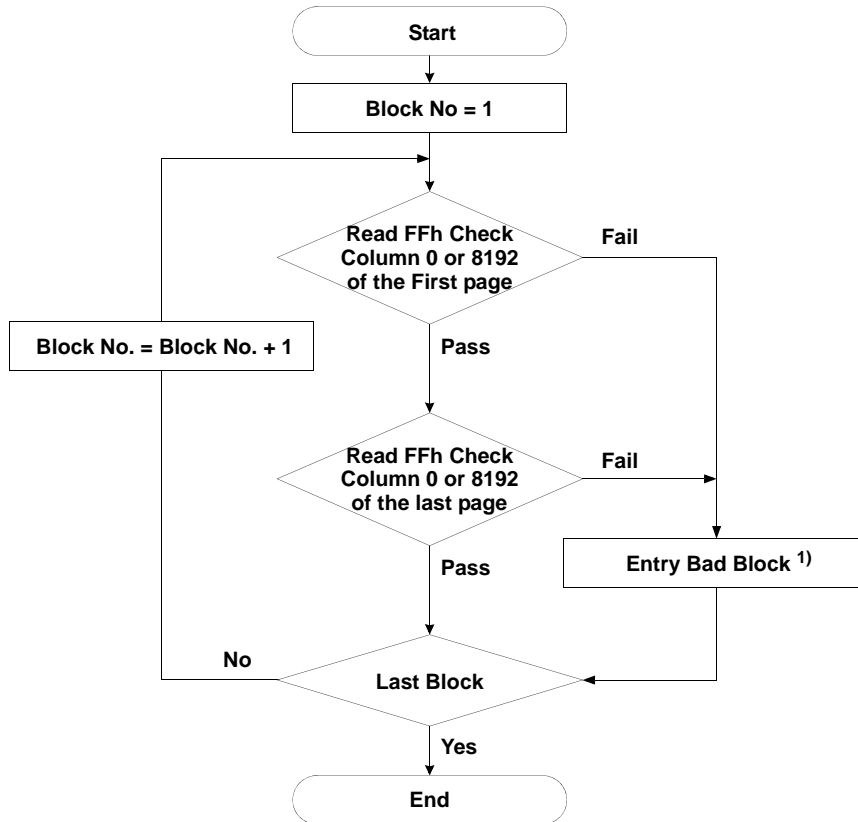 Start
Block No = 1
Read FFh Check
Column 0 or 8192
of the First page
Fail
Pass
Block No. = Block No. + 1
Read FFh Check
Column 0 or 8192
of the last page
Fail
Pass
Entry Bad Block 1)
No
Last Block
Yes
End